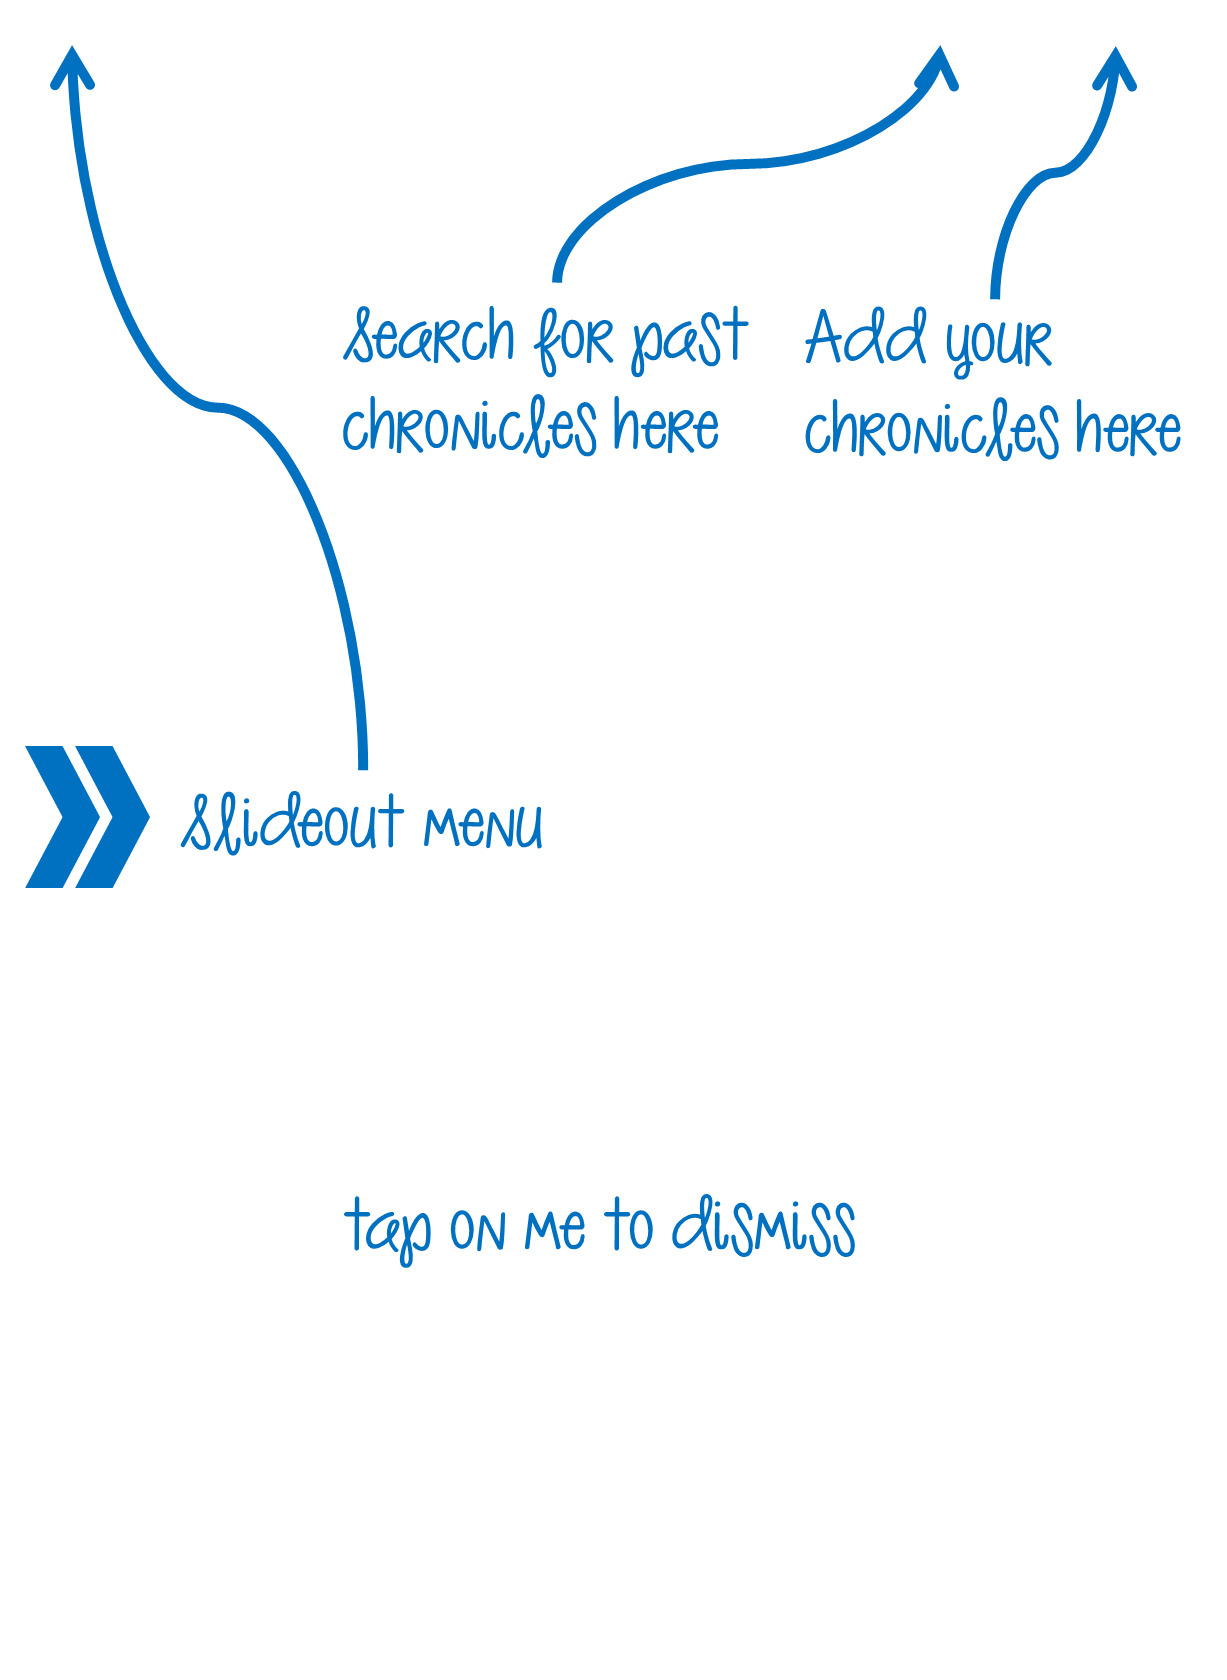 search for past
chronicles here
Add your
chronicles here
slideout menu
tap on me to dismiss